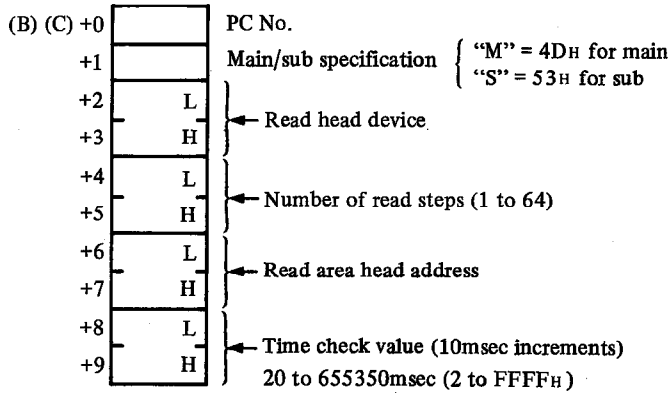 (B) (C) +0 PC No.
+1 Main/sub specification { “M” = 4DH for main
“S” = 53H for sub
+2 L
Read head device
+3 H
+4 L
Number of read steps (1 to 64)
+5 H
+6 L
Read area head address
+7 H
+8 L
Time check value (10msec increments)
+9 H
20 to 655350msec (2 to FFFFH)